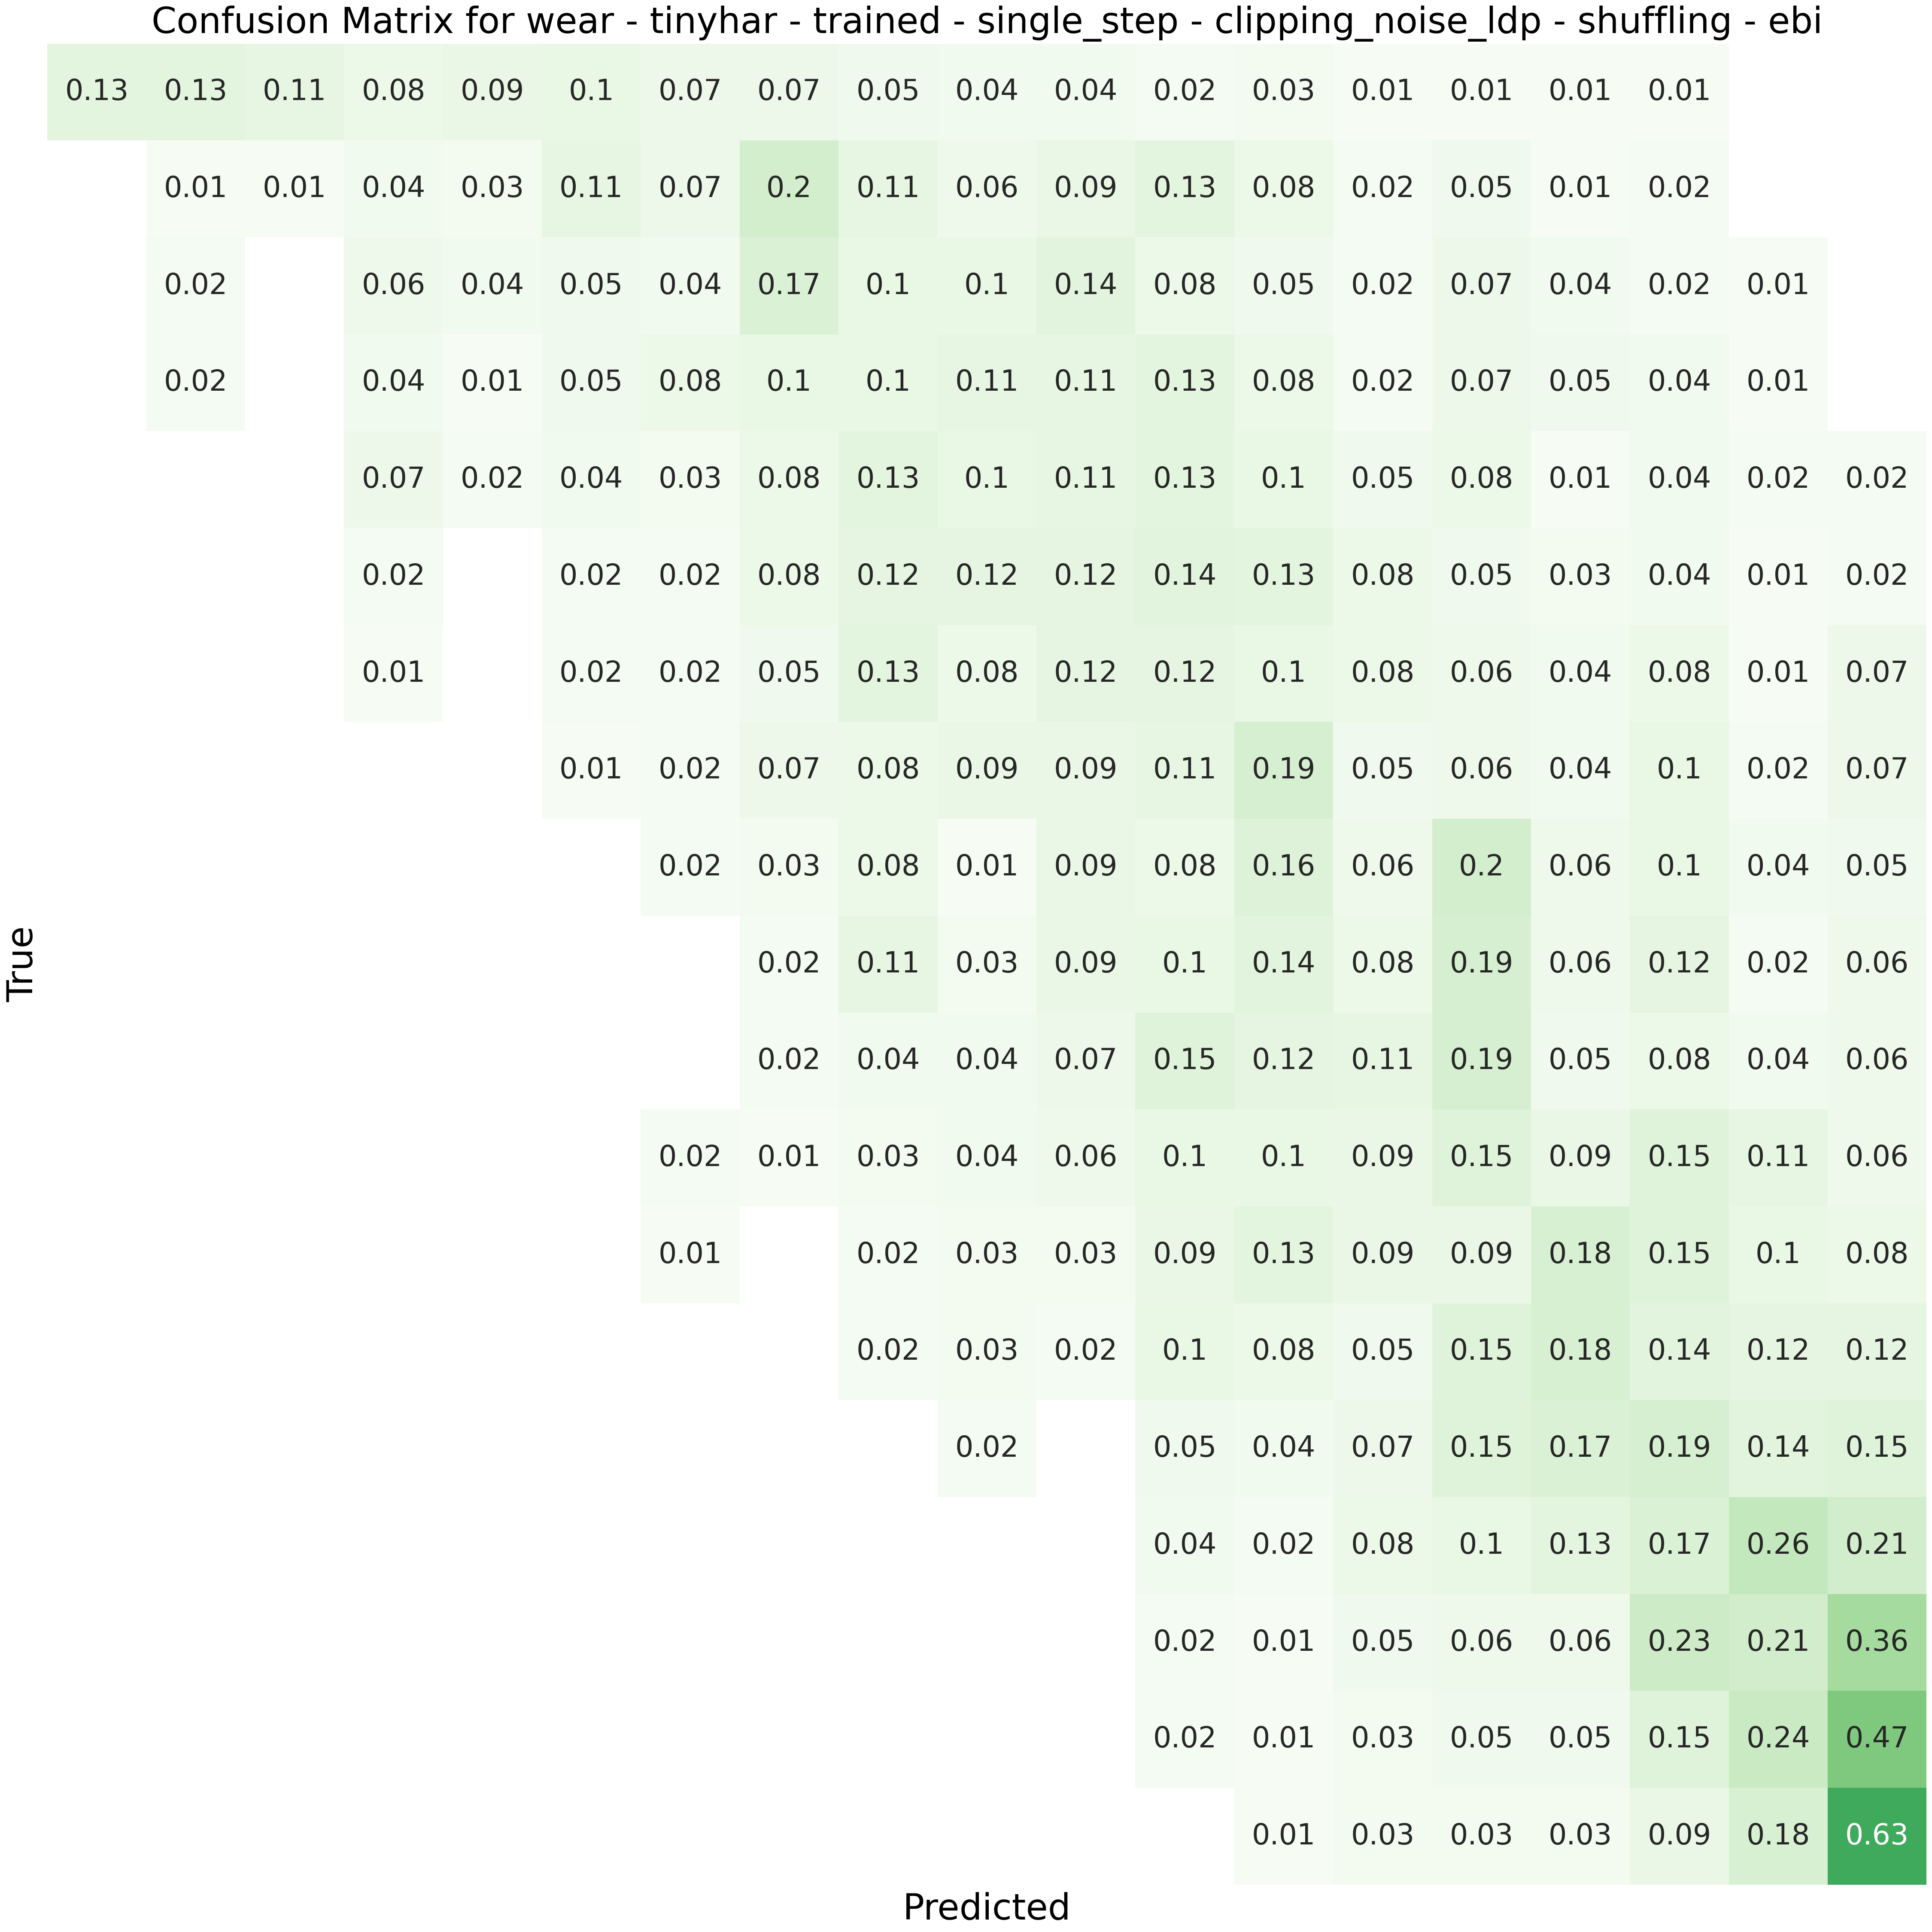 Confusion Matrix for wear - tinyhar - trained - single_step - clipping_noise_ldp - shuffling - ebi
0.13 0.13 0.11 0.08 0.09 0.1 0.07 0.07 0.05 0.04 0.04 0.02 0.03 0.01 0.01 0.01 0.01
0.01 0.01 0.04 0.03 0.11 0.07 0.2 0.11 0.06 0.09 0.13 0.08 0.02 0.05 0.01 0.02
0.02 0.06 0.04 0.05 0.04 0.17 0.1 0.1 0.14 0.08 0.05 0.02 0.07 0.04 0.02 0.01
0.02 0.04 0.01 0.05 0.08 0.1 0.1 0.11 0.11 0.13 0.08 0.02 0.07 0.05 0.04 0.01
0.07 0.02 0.04 0.03 0.08 0.13 0.1 0.11 0.13 0.1 0.05 0.08 0.01 0.04 0.02 0.02
0.02 0.02 0.02 0.08 0.12 0.12 0.12 0.14 0.13 0.08 0.05 0.03 0.04 0.01 0.02
0.01 0.02 0.02 0.05 0.13 0.08 0.12 0.12 0.1 0.08 0.06 0.04 0.08 0.01 0.07
0.01 0.02 0.07 0.08 0.09 0.09 0.11 0.19 0.05 0.06 0.04 0.1 0.02 0.07
0.02 0.03 0.08 0.01 0.09 0.08 0.16 0.06 0.2 0.06 0.1 0.04 0.05
0.02 0.11 0.03 0.09 0.1 0.14 0.08 0.19 0.06 0.12 0.02 0.06
0.02 0.04 0.04 0.07 0.15 0.12 0.11 0.19 0.05 0.08 0.04 0.06
0.02 0.01 0.03 0.04 0.06 0.1 0.1 0.09 0.15 0.09 0.15 0.11 0.06
0.01 0.02 0.03 0.03 0.09 0.13 0.09 0.09 0.18 0.15 0.1 0.08
0.02 0.03 0.02 0.1 0.08 0.05 0.15 0.18 0.14 0.12 0.12
0.02 0.05 0.04 0.07 0.15 0.17 0.19 0.14 0.15
0.04 0.02 0.08 0.1 0.13 0.17 0.26 0.21
0.02 0.01 0.05 0.06 0.06 0.23 0.21 0.36
0.02 0.01 0.03 0.05 0.05 0.15 0.24 0.47
0.01 0.03 0.03 0.03 0.09 0.18 0.63
True
Predicted